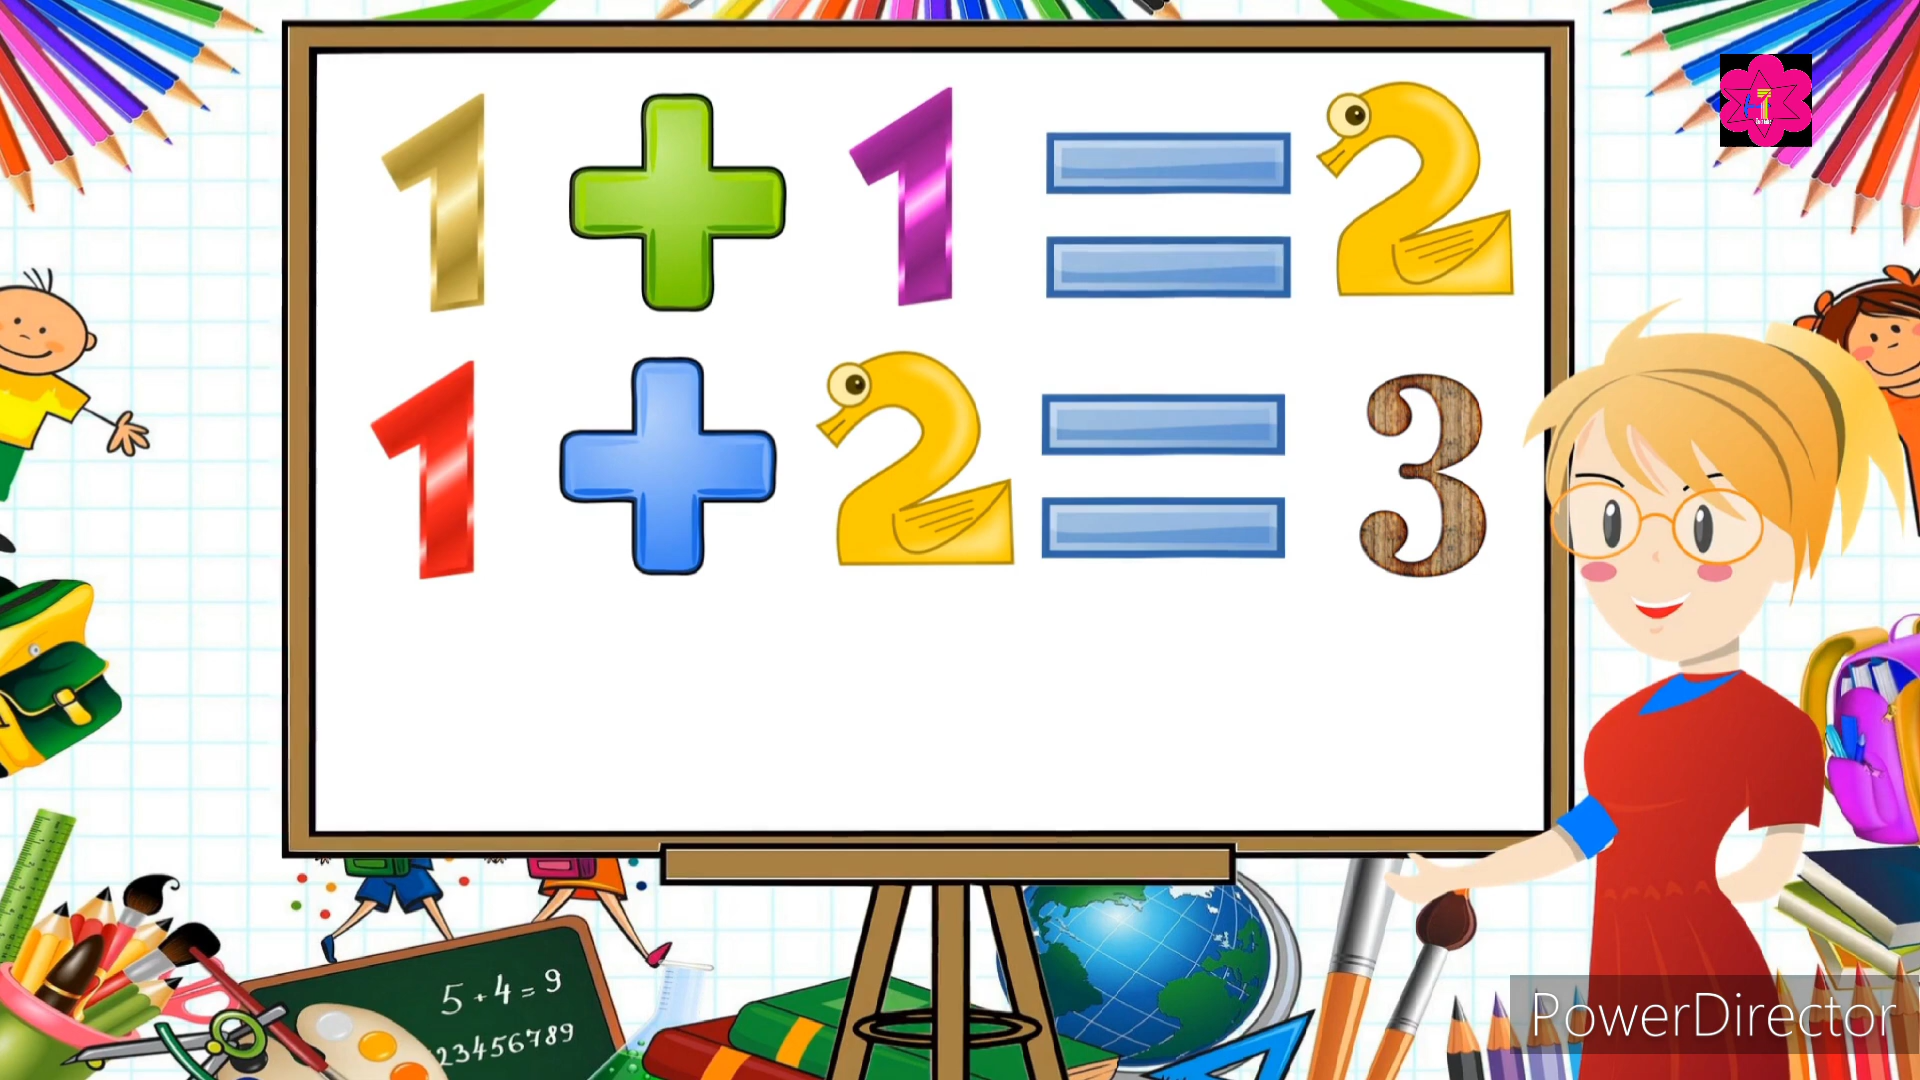 1 + 1 = 2
1 + 2 = 3
5 + 4 = 9
23456789
PowerDirector